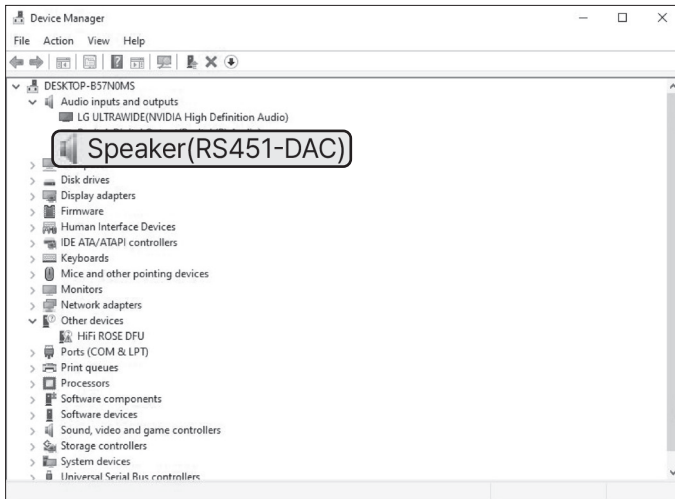 Device Manager
File Action View Help
DESKTOP-B57N0MS
Audio inputs and outputs
LG ULTRAWIDE(NVIDIA High Definition Audio)
Speaker(RS451-DAC)
Disk drives
Display adapters
Firmware
Human Interface Devices
IDE ATA/ATAPI controllers
Keyboards
Mice and other pointing devices
Monitors
Network adapters
Other devices
HiFi ROSE DFU
Ports (COM & LPT)
Print queues
Processors
Software components
Software devices
Sound, video and game controllers
Storage controllers
System devices
Universal Serial Bus controllers